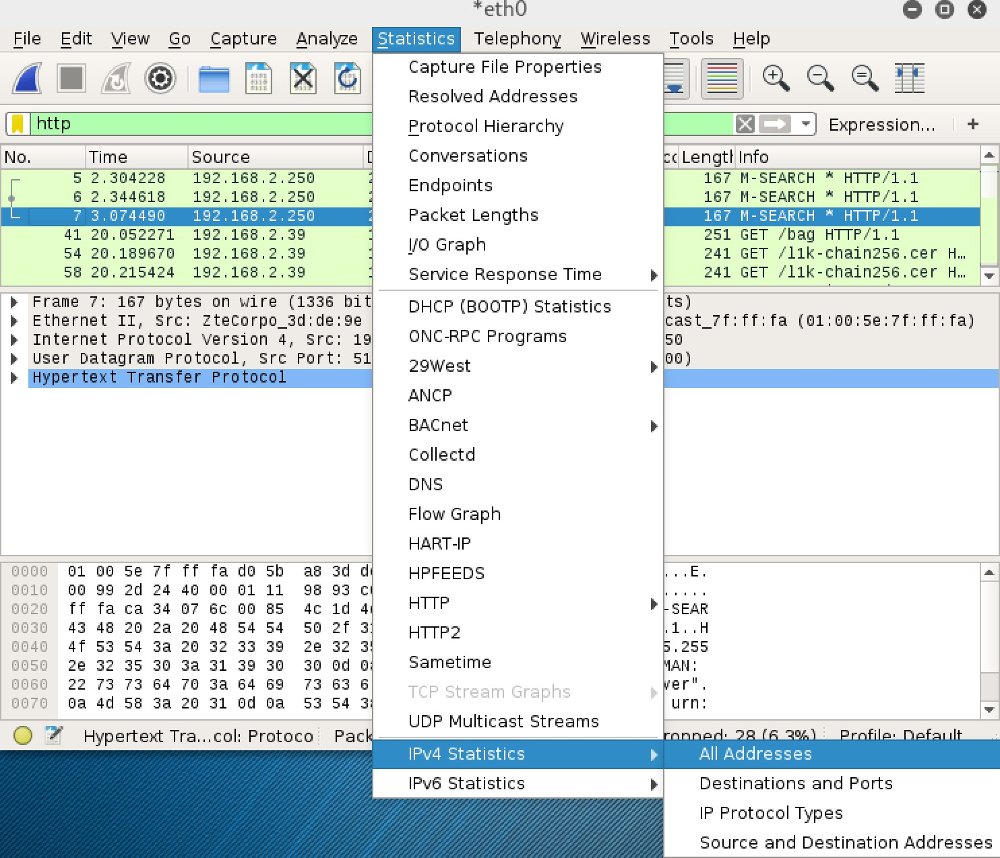 *eth0
File Edit View Go Capture Analyze Statistics Telephony Wireless Tools Help
http
Expression... +
No. Time Source Length Info
5 2.304228 192.168.2.250 167 M-SEARCH * HTTP/1.1
6 2.344618 192.168.2.250 167 M-SEARCH * HTTP/1.1
7 3.074490 192.168.2.250 167 M-SEARCH * HTTP/1.1
41 20.052271 192.168.2.39 251 GET /bag HTTP/1.1
54 20.189670 192.168.2.39 241 GET /l1k-chain256.cer H…
58 20.215424 192.168.2.39 241 GET /l1k-chain256.cer H…
Frame 7: 167 bytes on wire (1336 bit ts)
Ethernet II, Src: ZteCorpo_3d:de:9e cast_7f:ff:fa (01:00:5e:7f:ff:fa)
Internet Protocol Version 4, Src: 19 50
User Datagram Protocol, Src Port: 51 00)
Hypertext Transfer Protocol
0000 01 00 5e 7f ff fa d0 5b a8 3d d ...E.
0010 00 99 2d 24 40 00 01 11 98 93 c .....
0020 ff fa ca 34 07 6c 00 85 4c 1d 4 -SEAR
0030 43 48 20 2a 20 48 54 54 50 2f 3 .1..H
0040 4f 53 54 3a 20 32 33 39 2e 32 3 5.255
0050 2e 32 35 30 3a 31 39 30 30 0d 0 MAN:
0060 22 73 73 64 70 3a 64 69 73 63 6 ver".
0070 0a 4d 58 3a 20 31 0d 0a 53 54 3 urn:
Hypertext Tra...col: Protoco Pack ropped: 28 (6.3%) Profile: Default
Capture File Properties
Resolved Addresses
Protocol Hierarchy
Conversations
Endpoints
Packet Lengths
I/O Graph
Service Response Time
DHCP (BOOTP) Statistics
ONC-RPC Programs
29West
ANCP
BACnet
Collectd
DNS
Flow Graph
HART-IP
HPFEEDS
HTTP
HTTP2
Sametime
TCP Stream Graphs
UDP Multicast Streams
IPv4 Statistics
IPv6 Statistics
All Addresses
Destinations and Ports
IP Protocol Types
Source and Destination Addresses